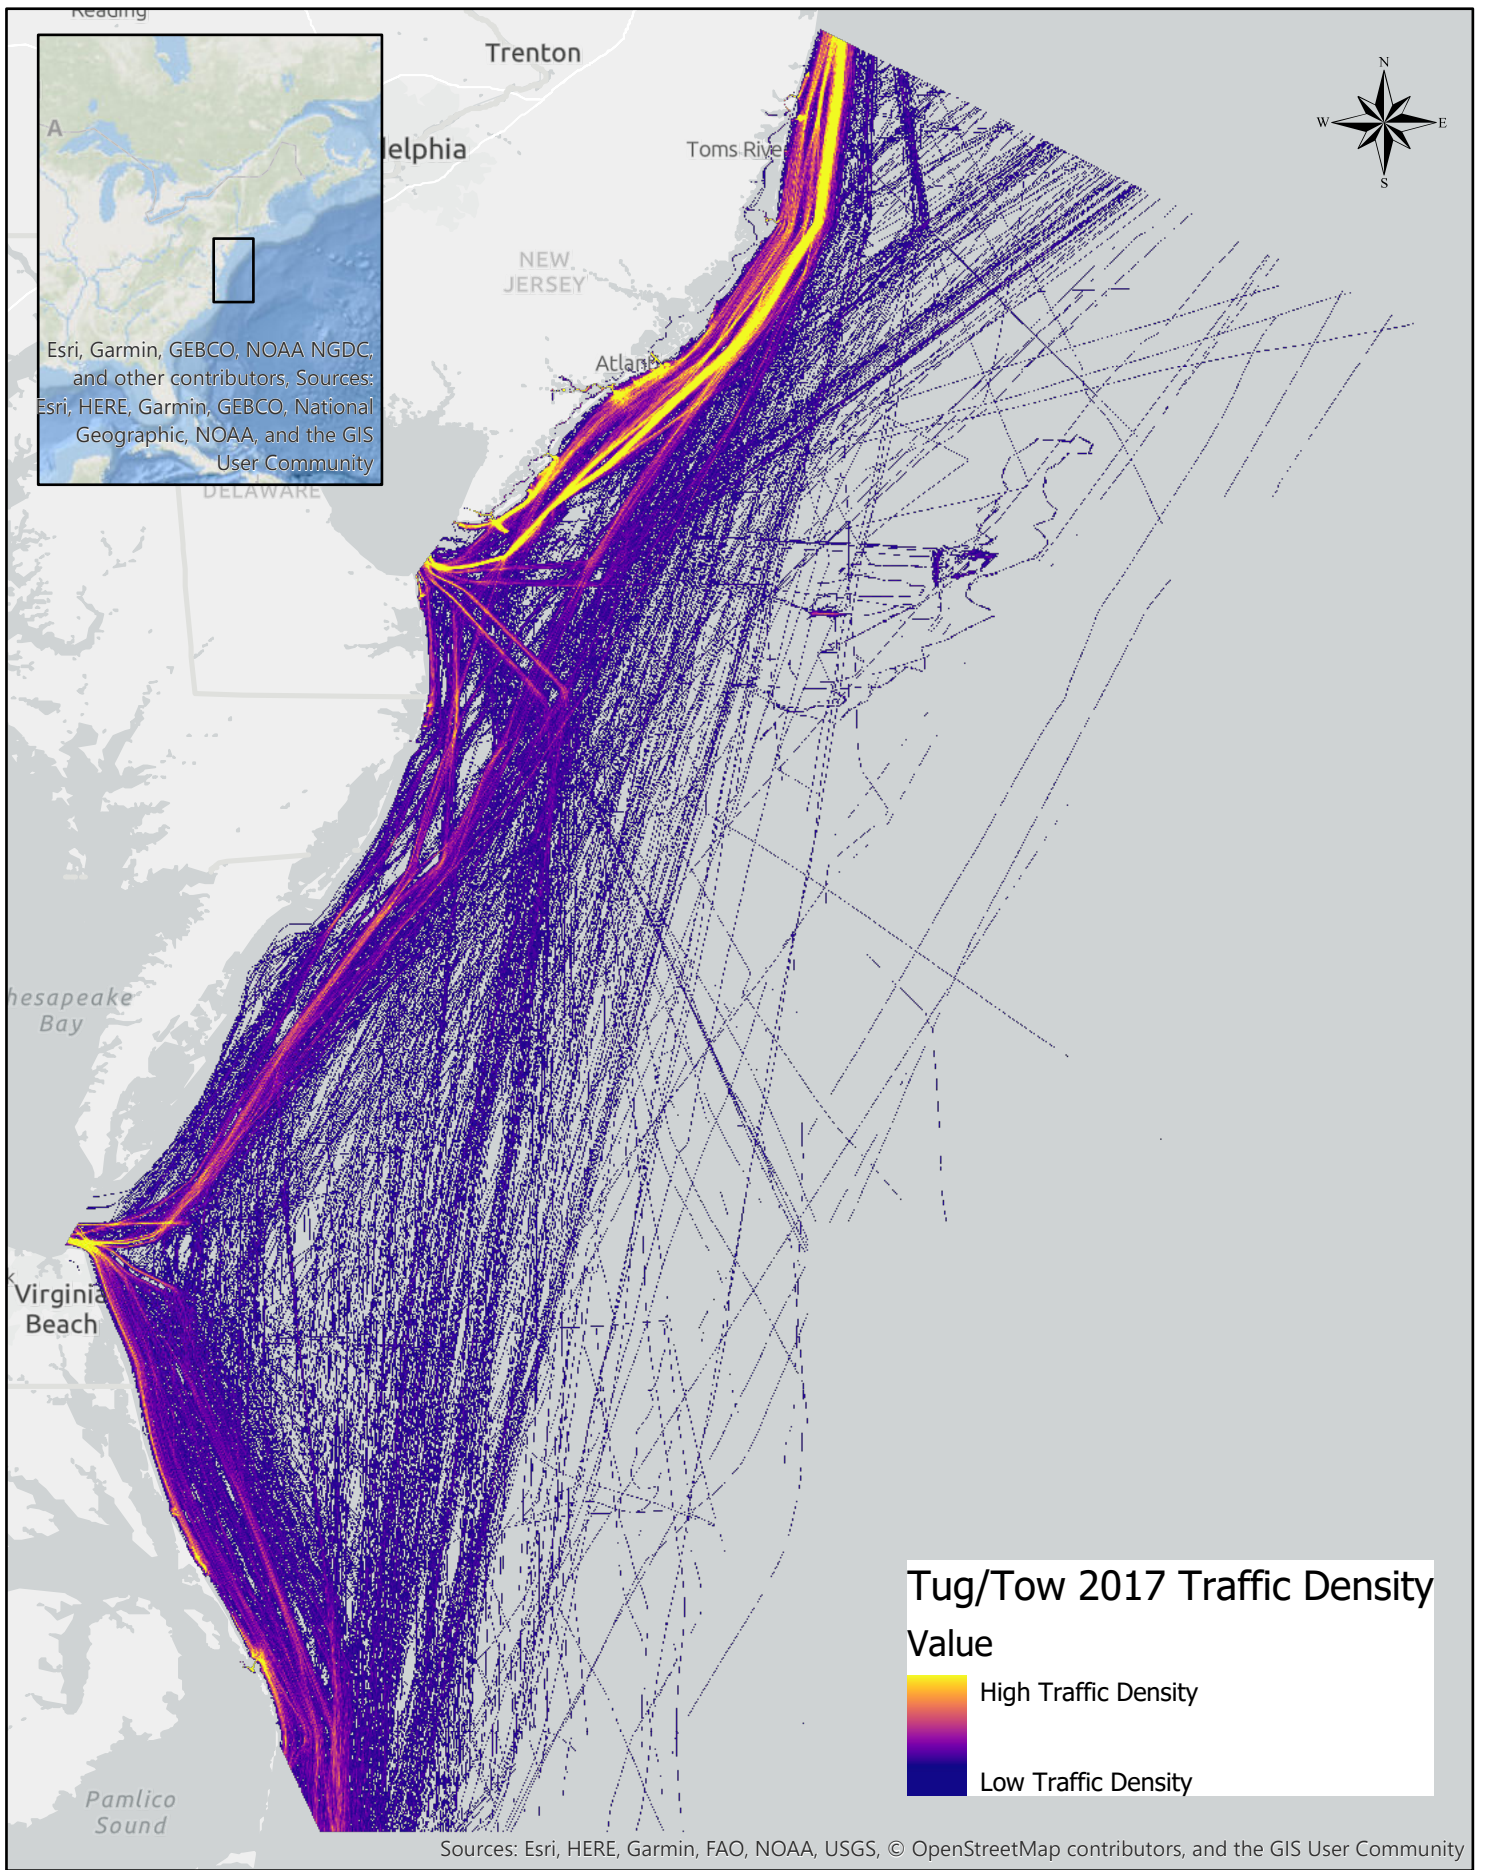 Reading
Trenton
N
W
E
S
A
lelphia
Toms Rive
NEW
JERSEY
Esri, Garmin, GEBCO, NOAA NGDC,
and other contributors, Sources:
Esri, HERE, Garmin, GEBCO, National
Geographic, NOAA, and the GIS
User Community
Atlant
DELAWARE
hesapeake
Bay
Virginia
Beach
Tug/Tow 2017 Traffic Density
Value
High Traffic Density
Low Traffic Density
Pamlico
Sound
Sources: Esri, HERE, Garmin, FAO, NOAA, USGS, © OpenStreetMap contributors, and the GIS User Community